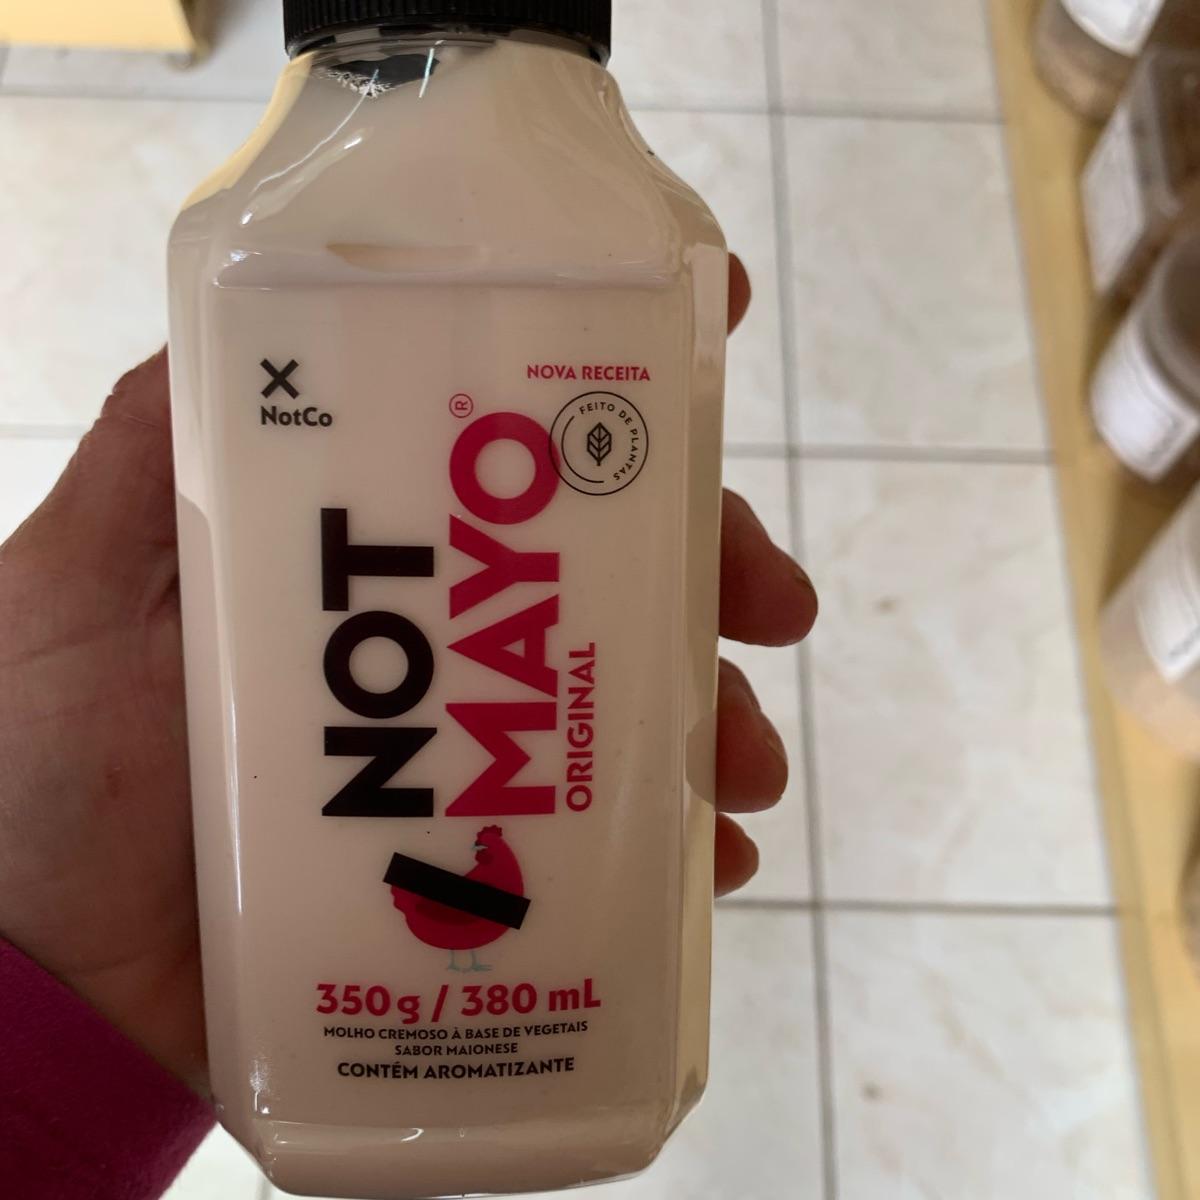 NotCo
NOVA RECEITA
FEITO DE PLANTAS
NOT
MAYO®
ORIGINAL
350 g / 380 mL
MOLHO CREMOSO À BASE DE VEGETAIS
SABOR MAIONESE
CONTÉM AROMATIZANTE